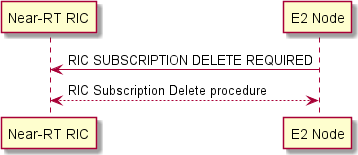 Near-RT RIC
E2 Node
RIC SUBSCRIPTION DELETE REQUIRED
RIC Subscription Delete procedure
Near-RT RIC
E2 Node